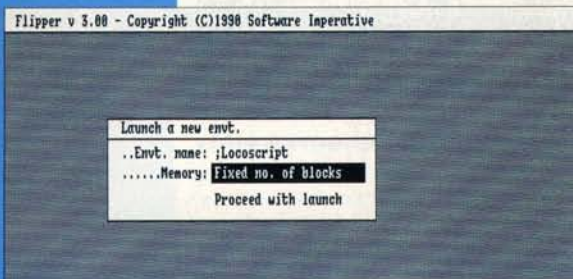 Flipper v 3.00 - Copyright (C)1990 Software Imperative
Launch a new envt.
..Envt. name: ;Locoscript
......Memory: Fixed no. of blocks
Proceed with launch